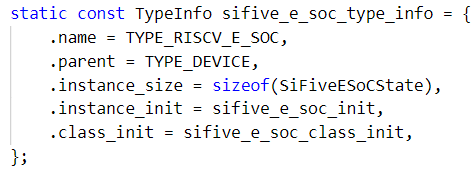 static const TypeInfo sifive_e_soc_type_info = {
    .name = TYPE_RISCV_E_SOC,
    .parent = TYPE_DEVICE,
    .instance_size = sizeof(SiFiveESoCState),
    .instance_init = sifive_e_soc_init,
    .class_init = sifive_e_soc_class_init,
};